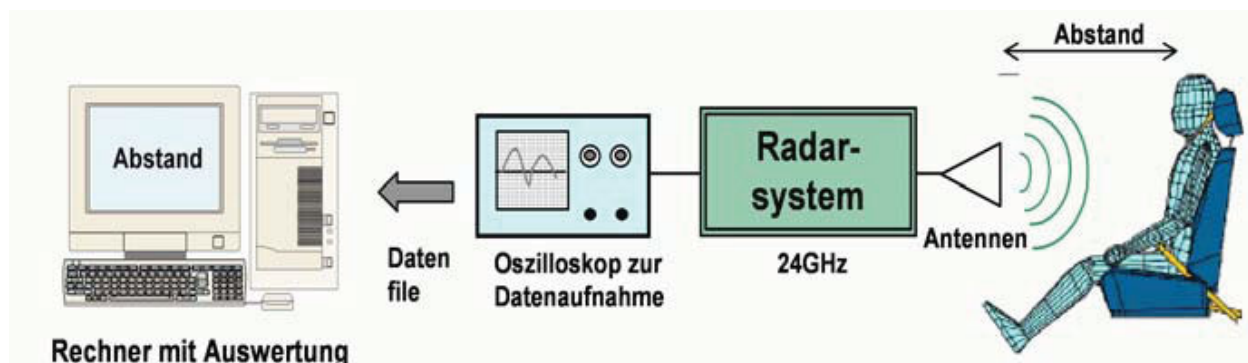 Abstand
Abstand
Daten
file
Rechner mit Auswertung
Oszilloskop zur
Datenaufnahme
Radar-
system
24GHz
Antennen